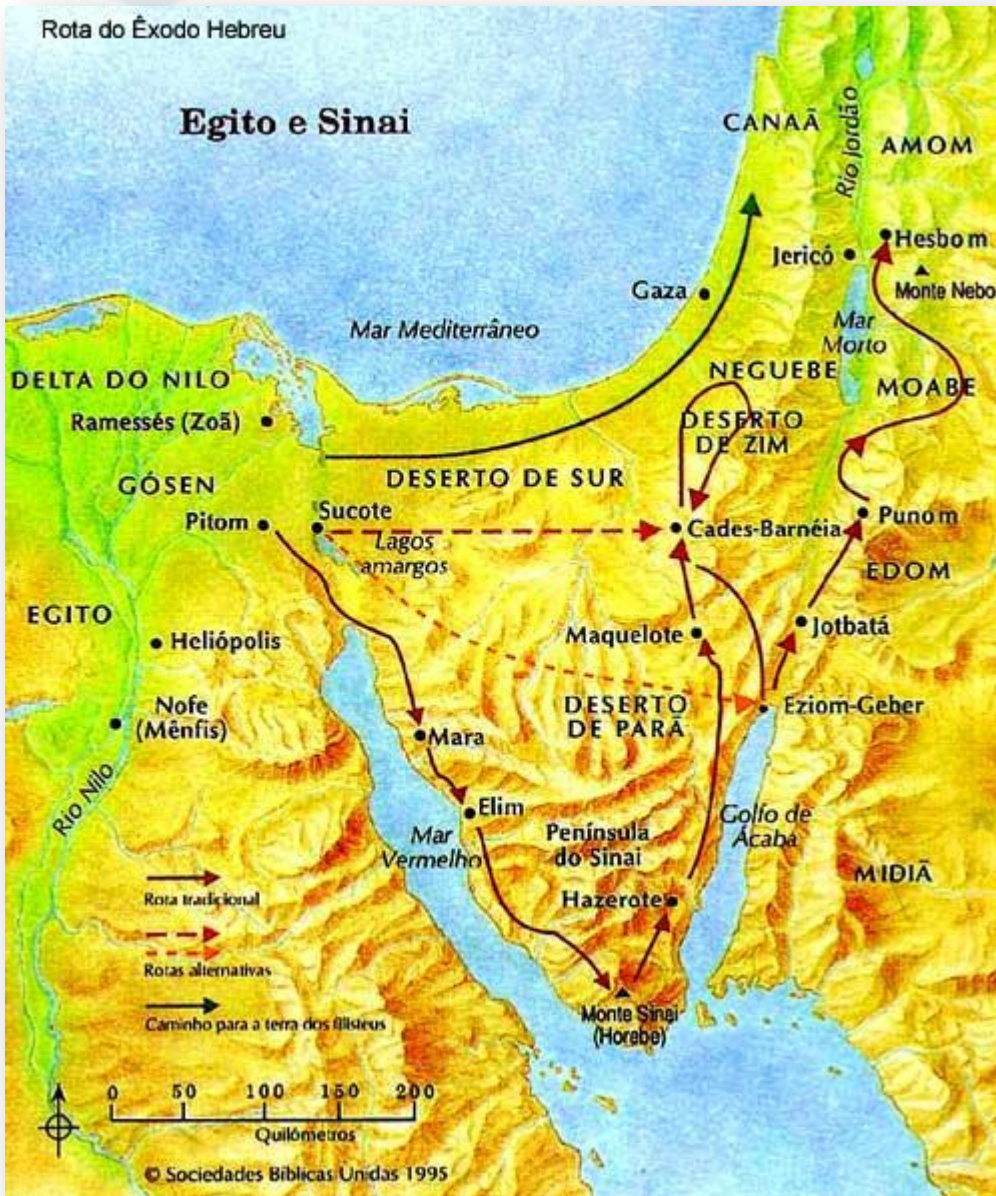 Rota do Êxodo Hebreu
Egito e Sinai
CANAÃ
Rio Jordão
AMOM
Hesbom
Jericó
Monte Nebo
Gaza
Mar Mediterrâneo
Mar
Morto
NEGUEBE
MOABE
DELTA DO NILO
Ramessés (Zoã)
DESERTO
DE ZIM
DESERTO DE SUR
GÓSEN
Pitom
Sucote
Lagos
amargos
Cades-Barnéia
Punom
EDOM
EGITO
Heliópolis
Maquelote
Jotbatá
Nofe
(Mênfis)
DESERTO
DE PARÃ
Eziom-Geber
Mara
Rio Nilo
Elim
Mar
Vermelho
Península
do Sinai
Golfo de
Ácaba
MIDIÃ
Hazerote
Rota tradicional
Rotas alternativas
Caminho para a terra dos filisteus
Monte Sinai
(Horebe)
0 50 100 150 200
Quilómetros
© Sociedades Bíblicas Unidas 1995